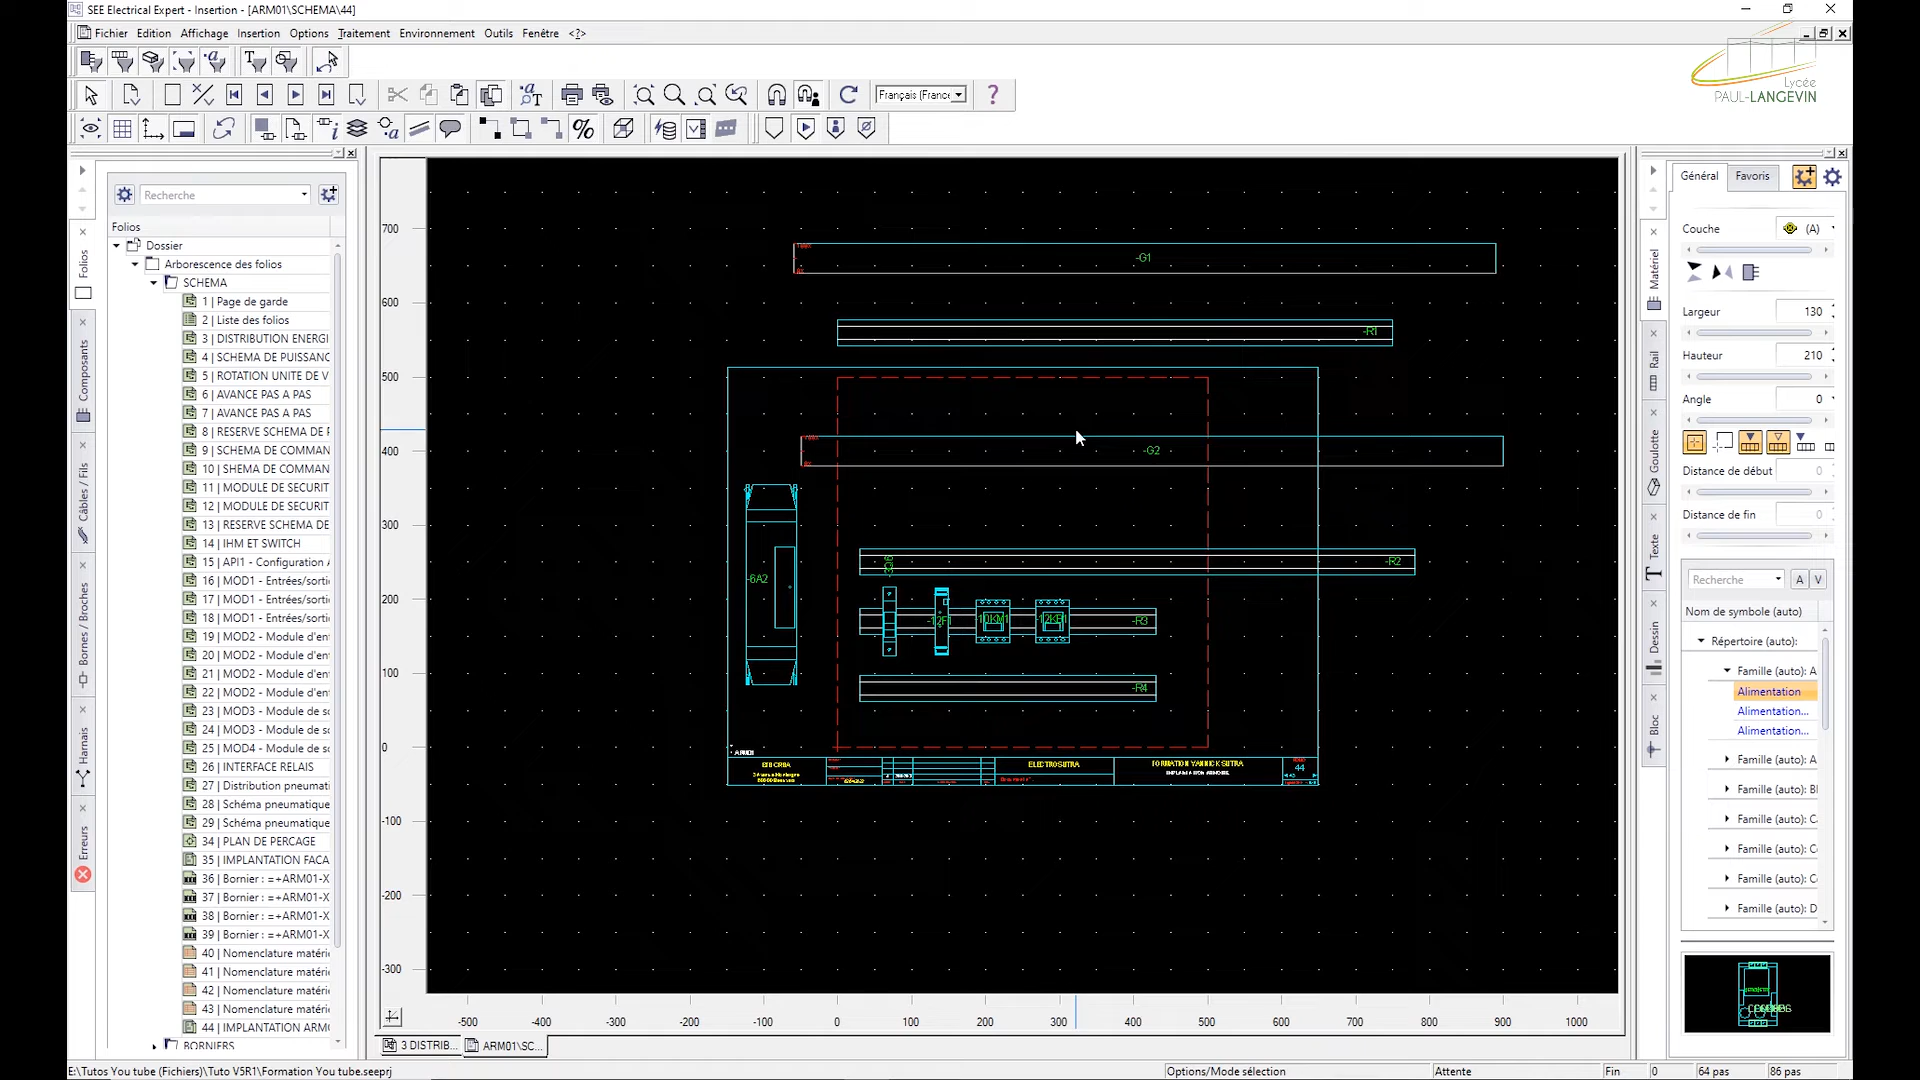 SEE Electrical Expert - Insertion - [ARM01\SCHEMA\44]
Fichier Edition Affichage Insertion Options Traitement Environnement Outils Fenêtre <?>
Lycée
PAUL-LANGEVIN
Français (France
Recherche
Folios
Dossier
Arborescence des folios
SCHEMA
1 | Page de garde
2 | Liste des folios
3 | DISTRIBUTION ENERGI
4 | SCHEMA DE PUISSANC
5 | ROTATION UNITE DE V
6 | AVANCE PAS A PAS
7 | AVANCE PAS A PAS
8 | RESERVE SCHEMA DE F
9 | SCHEMA DE COMMAN
10 | SHEMA DE COMMAN
11 | MODULE DE SECURIT
12 | MODULE DE SECURIT
13 | RESERVE SCHEMA DE
14 | IHM ET SWITCH
15 | API1 - Configuration A
16 | MOD1 - Entrées/sorti
17 | MOD1 - Entrées/sorti
18 | MOD1 - Entrées/sorti
19 | MOD2 - Module d'en
20 | MOD2 - Module d'en
21 | MOD2 - Module d'en
22 | MOD2 - Module d'en
23 | MOD3 - Module de so
24 | MOD3 - Module de so
25 | MOD4 - Module de so
26 | INTERFACE RELAIS
27 | Distribution pneumati
28 | Schéma pneumatique
29 | Schéma pneumatique
34 | PLAN DE PERCAGE
35 | IMPLANTATION FACA
36 | Bornier : =+ARM01-X
37 | Bornier : =+ARM01-X
38 | Bornier : =+ARM01-X
39 | Bornier : =+ARM01-X
40 | Nomenclature matéri
41 | Nomenclature matéri
42 | Nomenclature matéri
43 | Nomenclature matéri
44 | IMPLANTATION ARMO
BORNIERS
Folios
Composants
Câbles / Fils
Bornes / Broches
Harnais
Erreurs
700
600
500
400
300
200
100
0
-100
-200
-300
-G1
-R1
-G2
-R2
-6A2
-3Q6
-12F1
-10KM1
-12KB1
-R3
-R4
ELECTROSUTRA
FORMATION YANNICK SUTRA
44
-500 -400 -300 -200 -100 0 100 200 300 400 500 600 700 800 900 1000
3 DISTRIB...
ARM01\SC...
Matériel
Rail
Goulotte
Texte
Dessin
Bloc
Général
Favoris
Couche
(A)
Largeur
130
Hauteur
210
Angle
0
Distance de début
0
Distance de fin
0
Recherche
A V
Nom de symbole (auto)
Répertoire (auto):
Famille (auto): A
Alimentation
Alimentation...
Alimentation...
Famille (auto): A
Famille (auto): Bl
Famille (auto): Ca
Famille (auto): Co
Famille (auto): Co
Famille (auto): D
E:\Tutos You tube (Fichiers)\Tuto V5R1\Formation You tube.seeprj
Options/Mode sélection
Attente
Fin
0
64 pas
86 pas